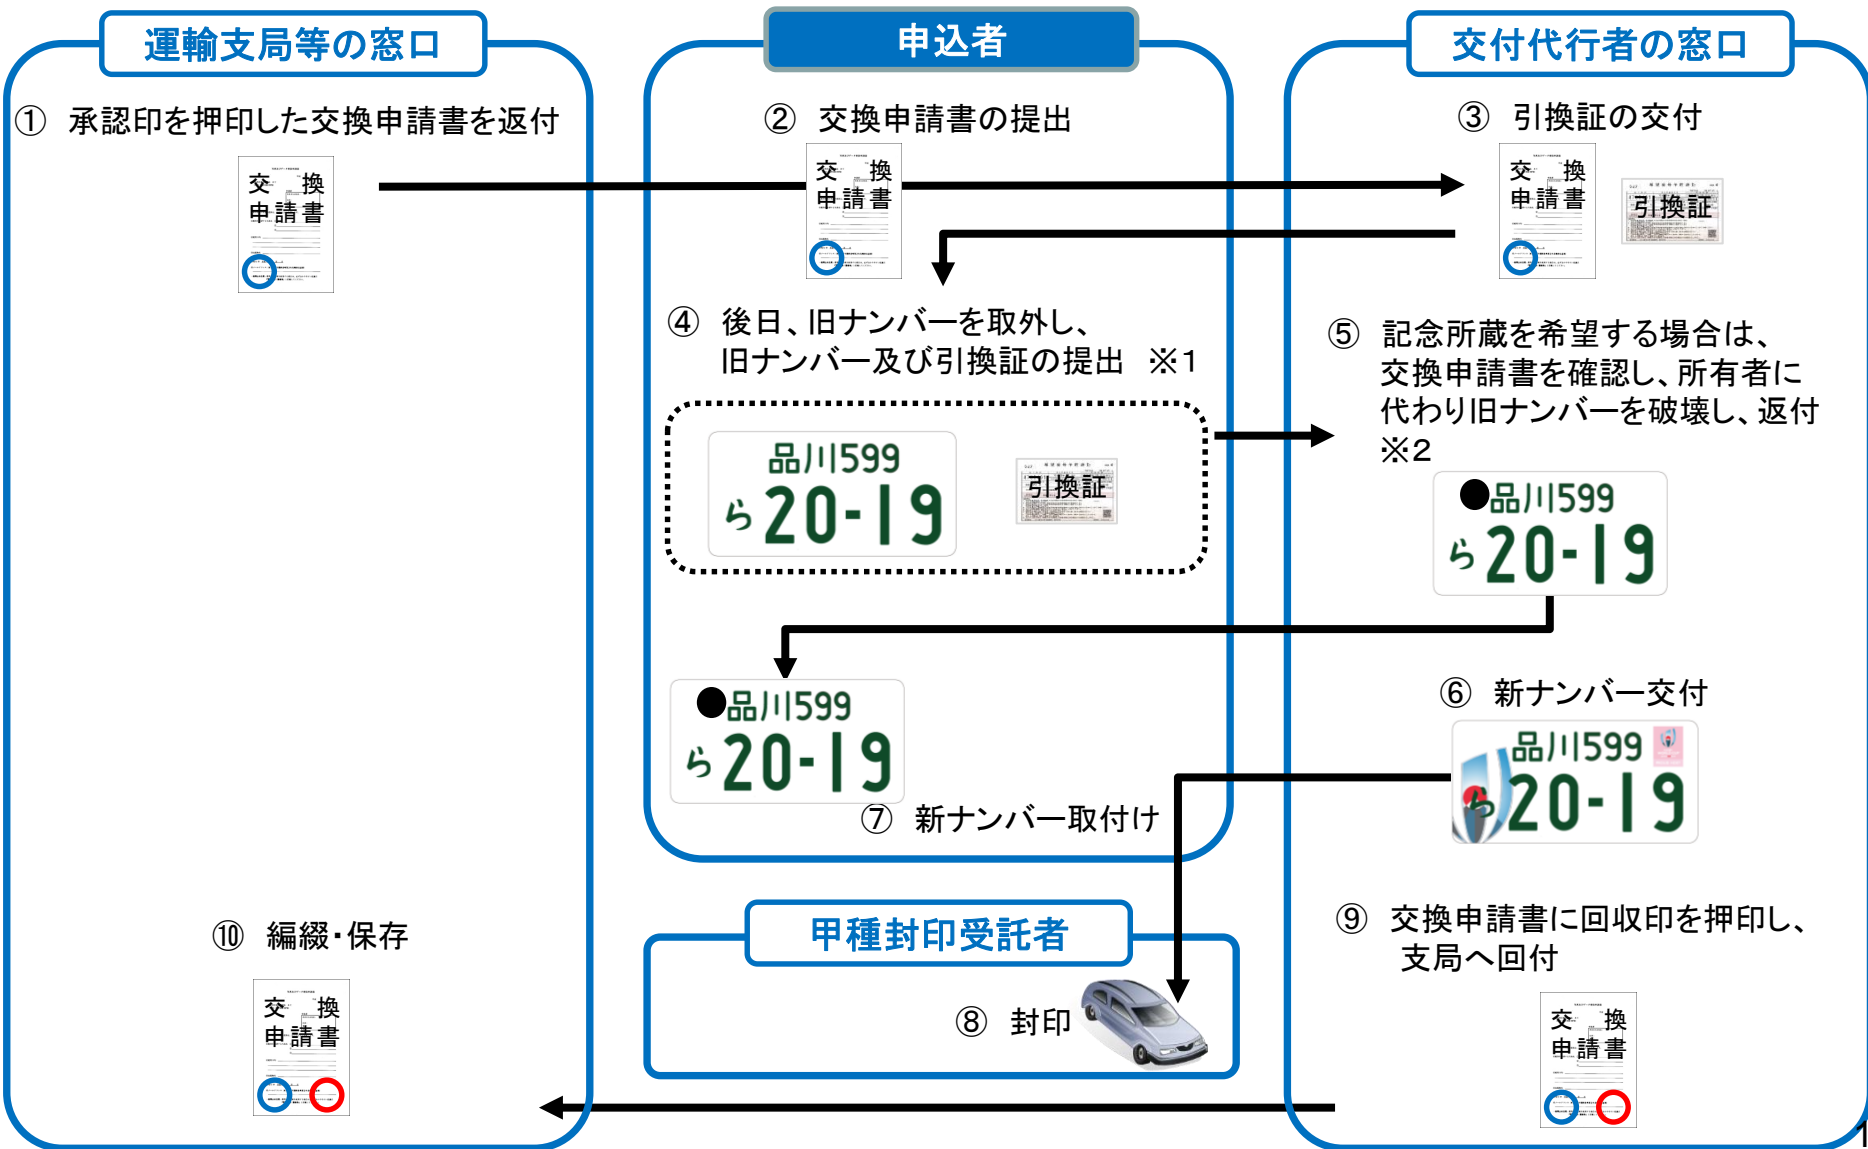 運輸支局等の窓口
申込者
交付代行者の窓口
① 承認印を押印した交換申請書を返付
② 交換申請書の提出
③ 引換証の交付
交 換
申請書
交 換
申請書
交 換
申請書
引換証
④ 後日、旧ナンバーを取外し、
旧ナンバー及び引換証の提出 ※1
⑤ 記念所蔵を希望する場合は、
交換申請書を確認し、所有者に
代わり旧ナンバーを破壊し、返付
※2
品川599
ら 20-19
引換証
品川599
ら 20-19
品川599
ら 20-19
⑥ 新ナンバー交付
品川599
ら 20-19
⑦ 新ナンバー取付け
甲種封印受託者
⑧ 封印
⑨ 交換申請書に回収印を押印し、
支局へ回付
⑩ 編綴・保存
交 換
申請書
交 換
申請書
1